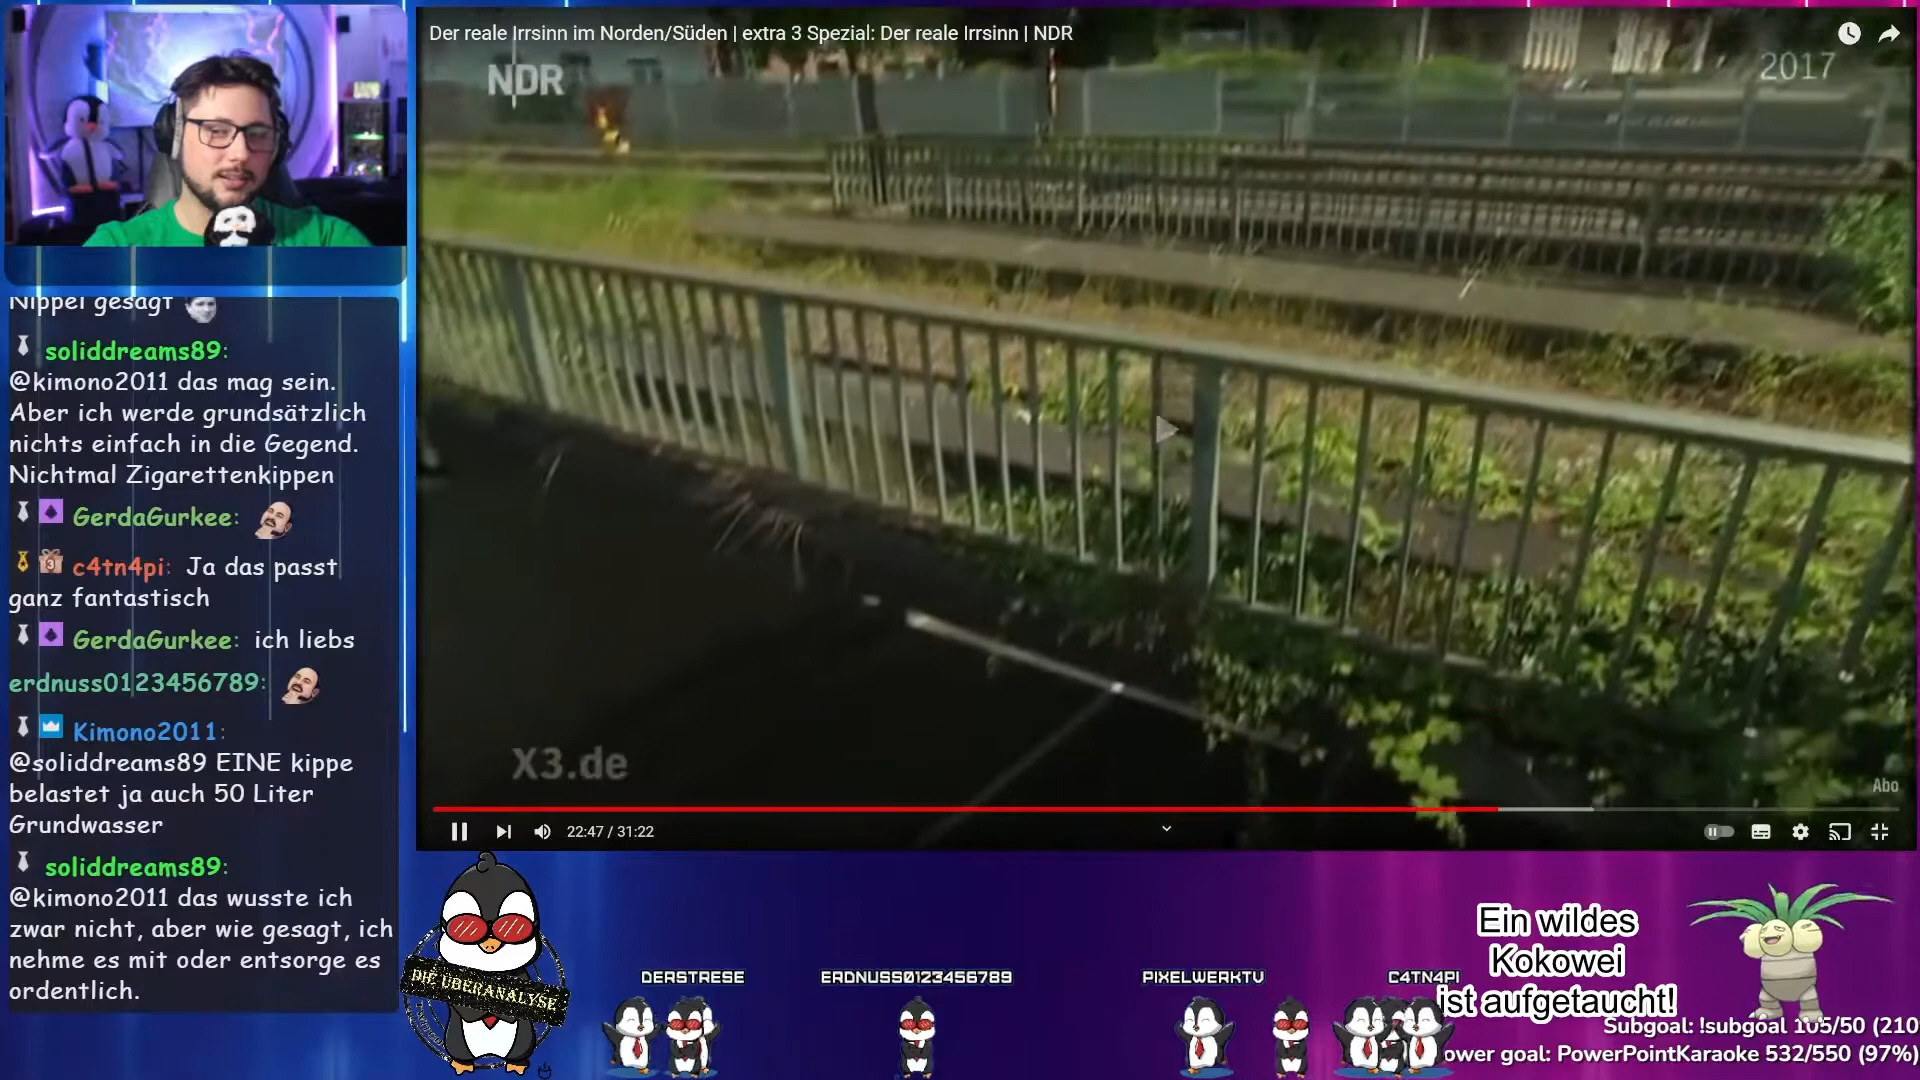 Der reale Irrsinn im Norden/Süden | extra 3 Spezial: Der reale Irrsinn | NDR
NDR
2017
Nippel gesagt
soliddreams89:
@kimono2011 das mag sein.
Aber ich werde grundsätzlich
nichts einfach in die Gegend.
Nichtmal Zigarettenkippen
GerdaGurkee:
c4tn4pi: Ja das passt
ganz fantastisch
GerdaGurkee: ich liebs
erdnuss0123456789:
Kimono2011:
@soliddreams89 EINE kippe
belastet ja auch 50 Liter
Grundwasser
soliddreams89:
@kimono2011 das wusste ich
zwar nicht, aber wie gesagt, ich
nehme es mit oder entsorge es
ordentlich.
X3.de
Abo
22:47 / 31:22
DIE ÜBERANALYSE
DERSTRESE
ERDNUSS0123456789
PIXELWERKTV
C4TN4PI
Ein wildes
Kokowei
ist aufgetaucht!
Subgoal: !subgoal 105/50 (210
ower goal: PowerPointKaraoke 532/550 (97%)